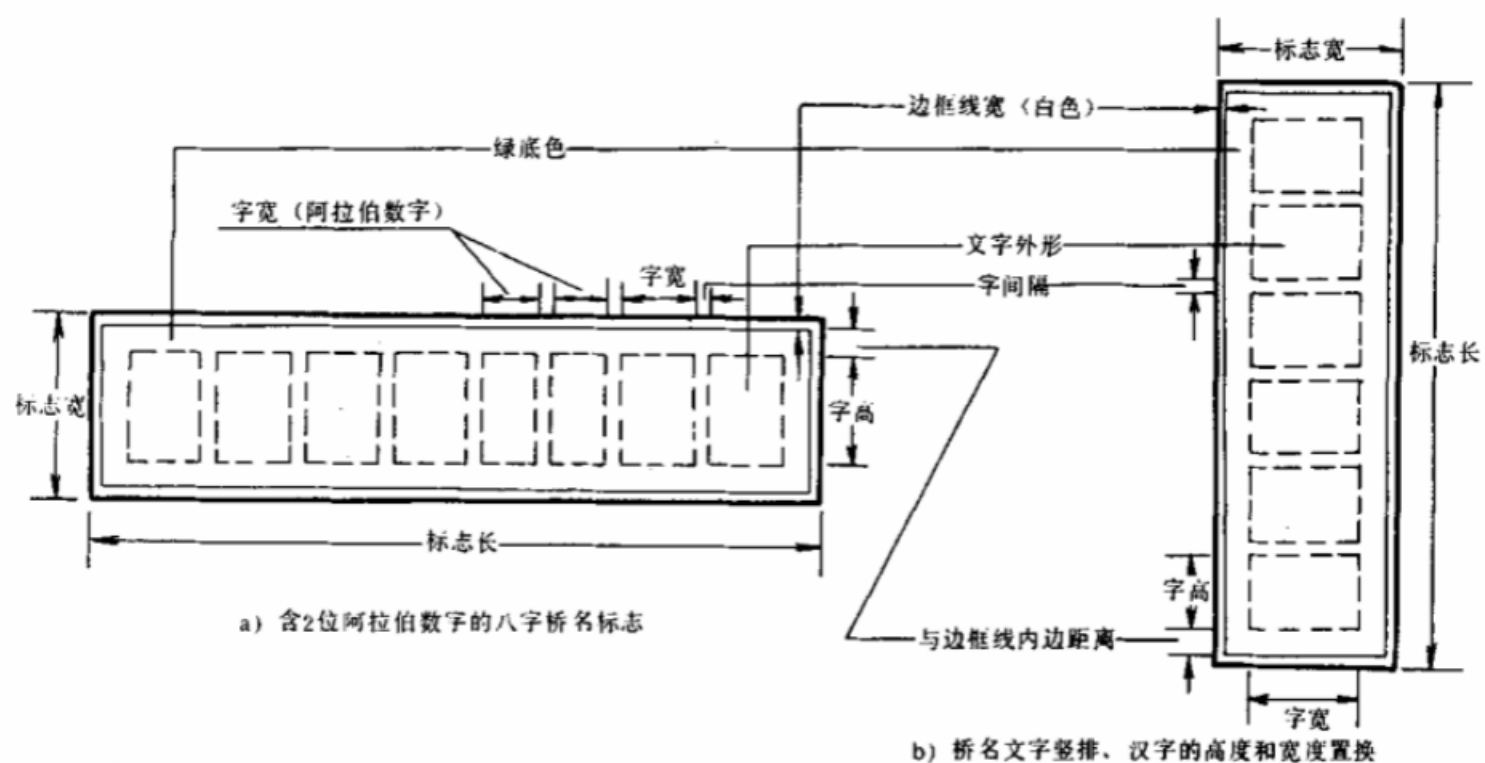 标志宽
边框线宽（白色）
绿底色
字宽（阿拉伯数字）
文字外形
字宽
字间隔
标志长
标志宽
字高
标志长
字高
a) 含2位阿拉伯数字的八字桥名标志
与边框线内边距离
字宽
b) 桥名文字竖排、汉字的高度和宽度置换